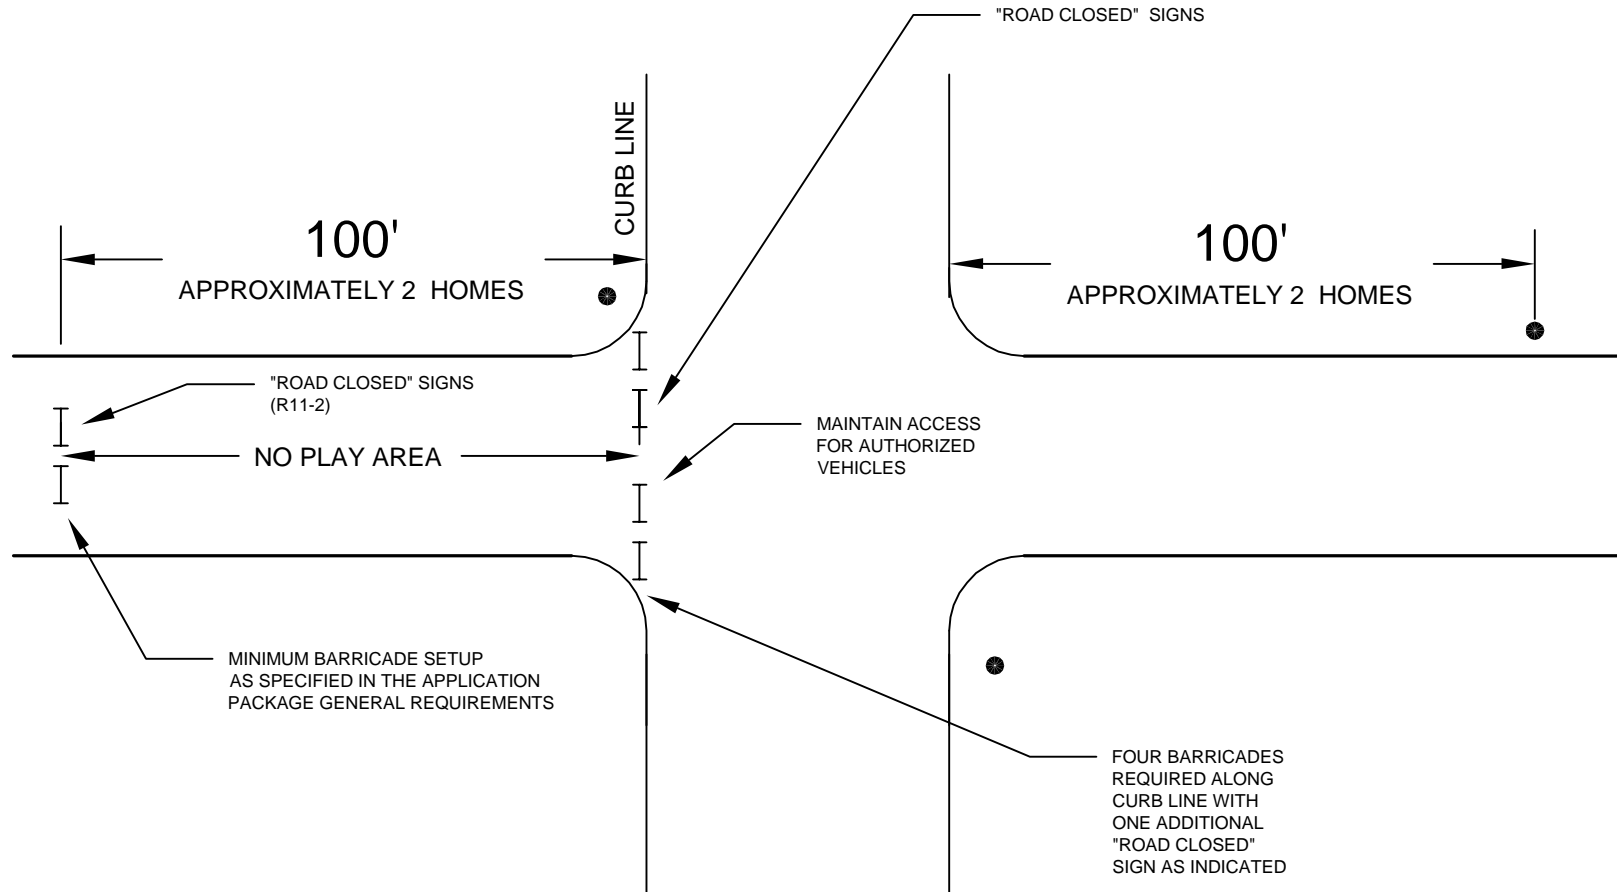 "ROAD CLOSED" SIGNS
CURB LINE
100'
APPROXIMATELY 2 HOMES
100'
APPROXIMATELY 2 HOMES
"ROAD CLOSED" SIGNS
(R11-2)
NO PLAY AREA
MAINTAIN ACCESS
FOR AUTHORIZED
VEHICLES
MINIMUM BARRICADE SETUP
AS SPECIFIED IN THE APPLICATION
PACKAGE GENERAL REQUIREMENTS
FOUR BARRICADES
REQUIRED ALONG
CURB LINE WITH
ONE ADDITIONAL
"ROAD CLOSED"
SIGN AS INDICATED